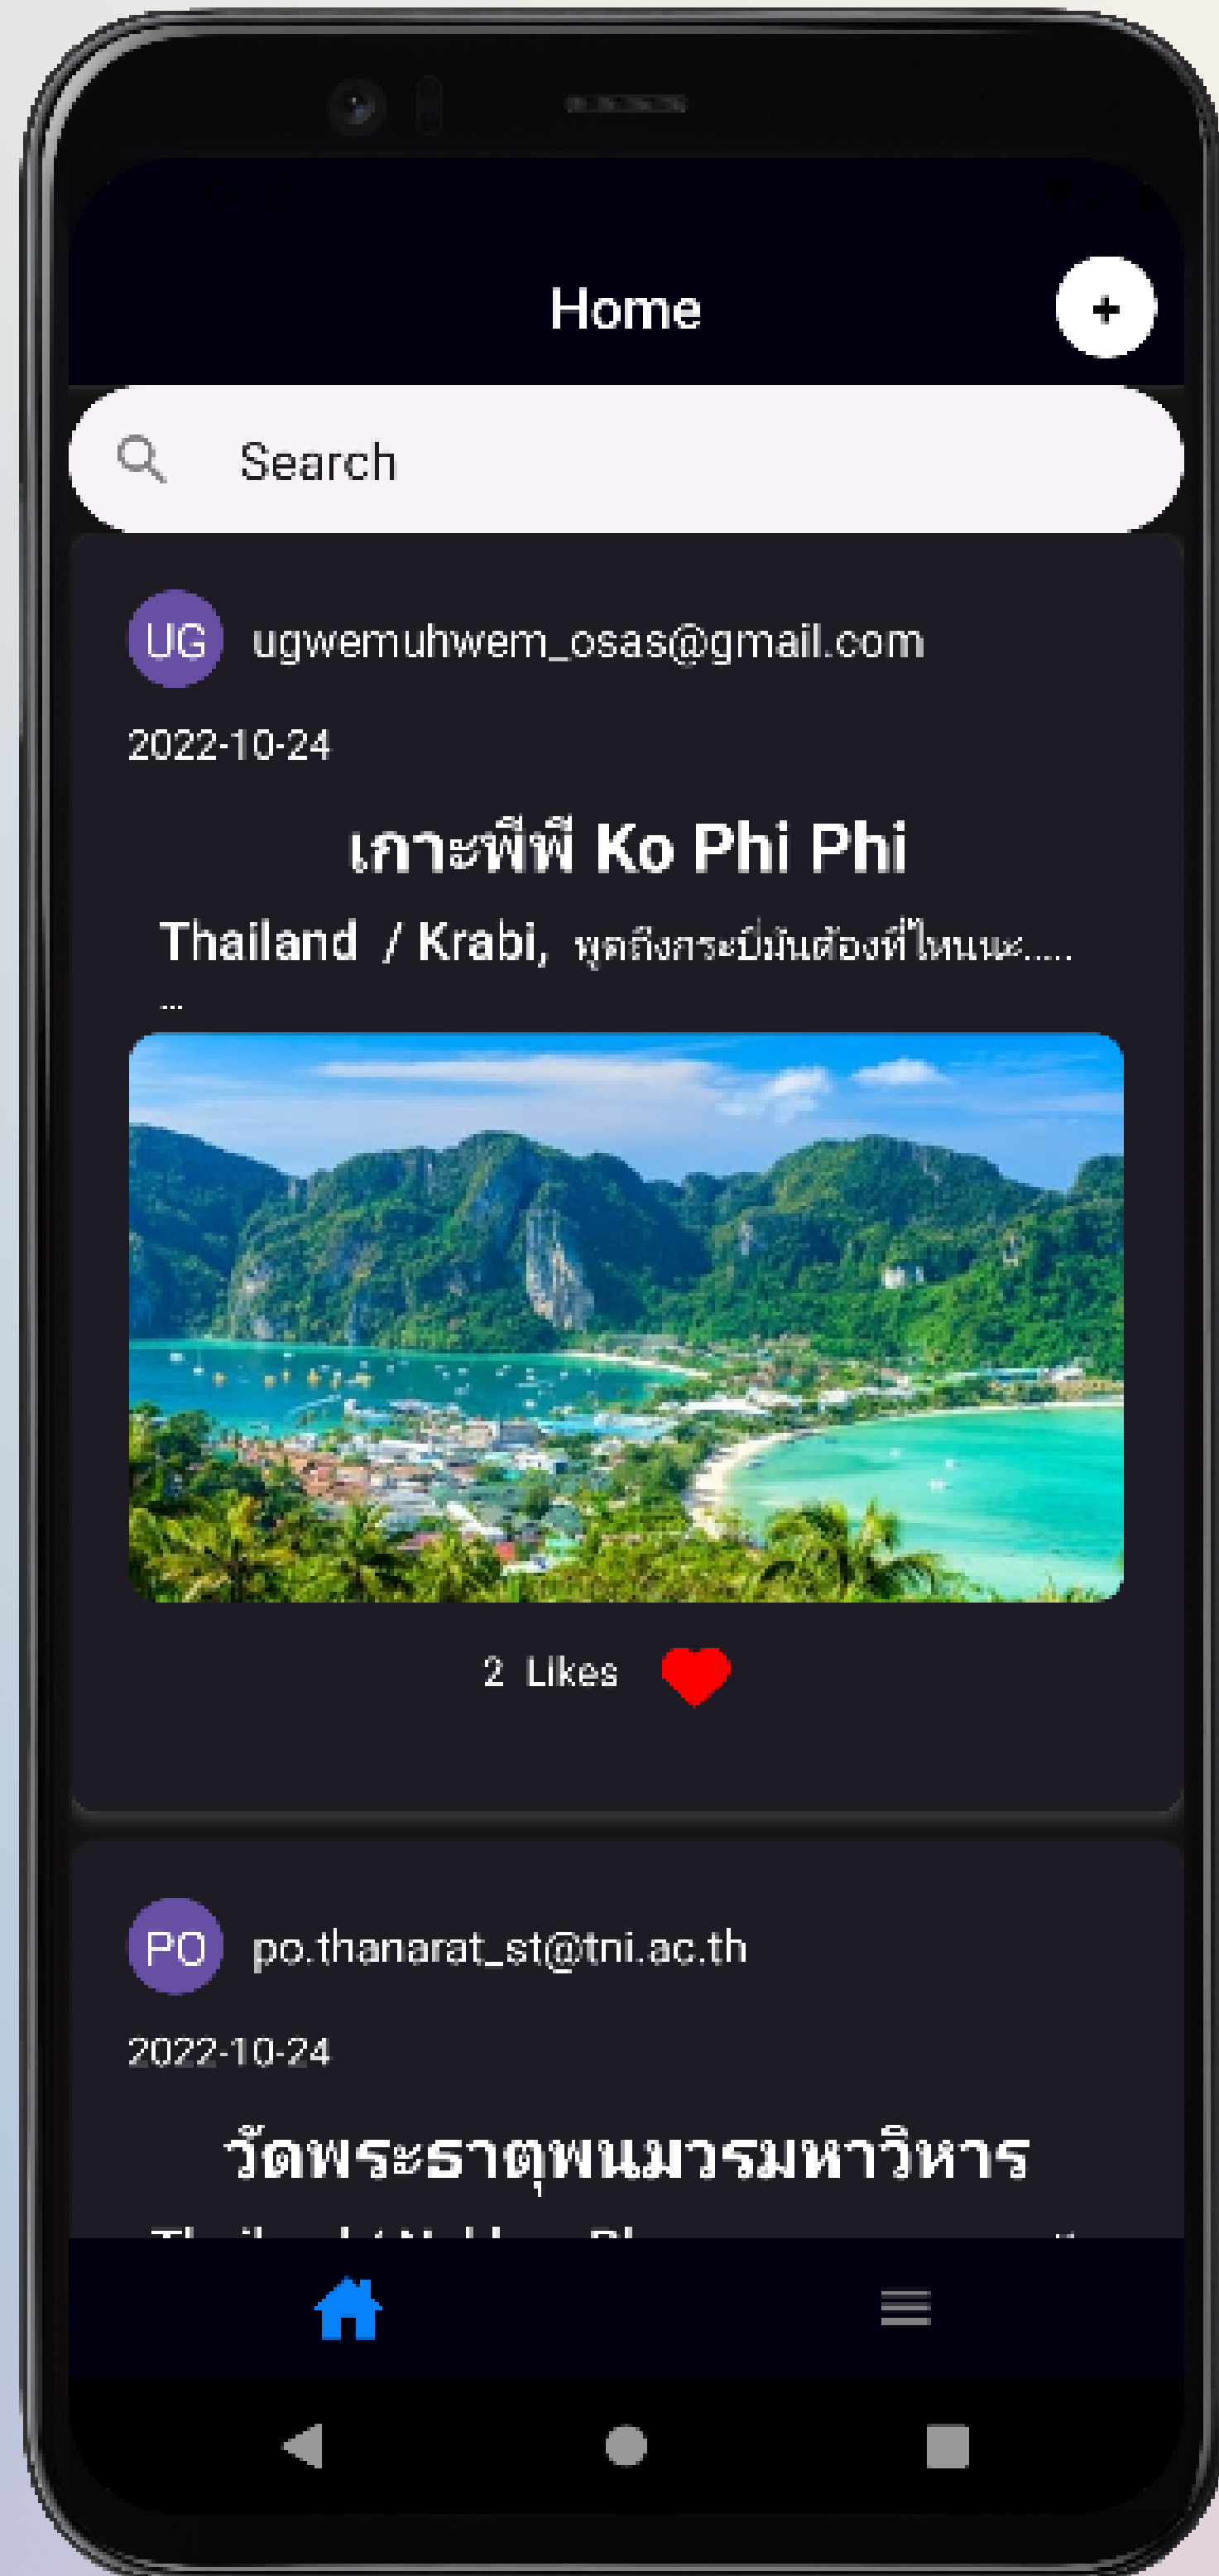 Home
+
Search
UG ugwemuhwem_osas@gmail.com
2022-10-24
เกาะพีพี Ko Phi Phi
Thailand / Krabi, พูดถึงกระบี่มันต้องที่ไหนนะ.....
...
2 Likes
PO po.thanarat_st@tni.ac.th
2022-10-24
วัดพระธาตุพนมวรมหาวิหาร